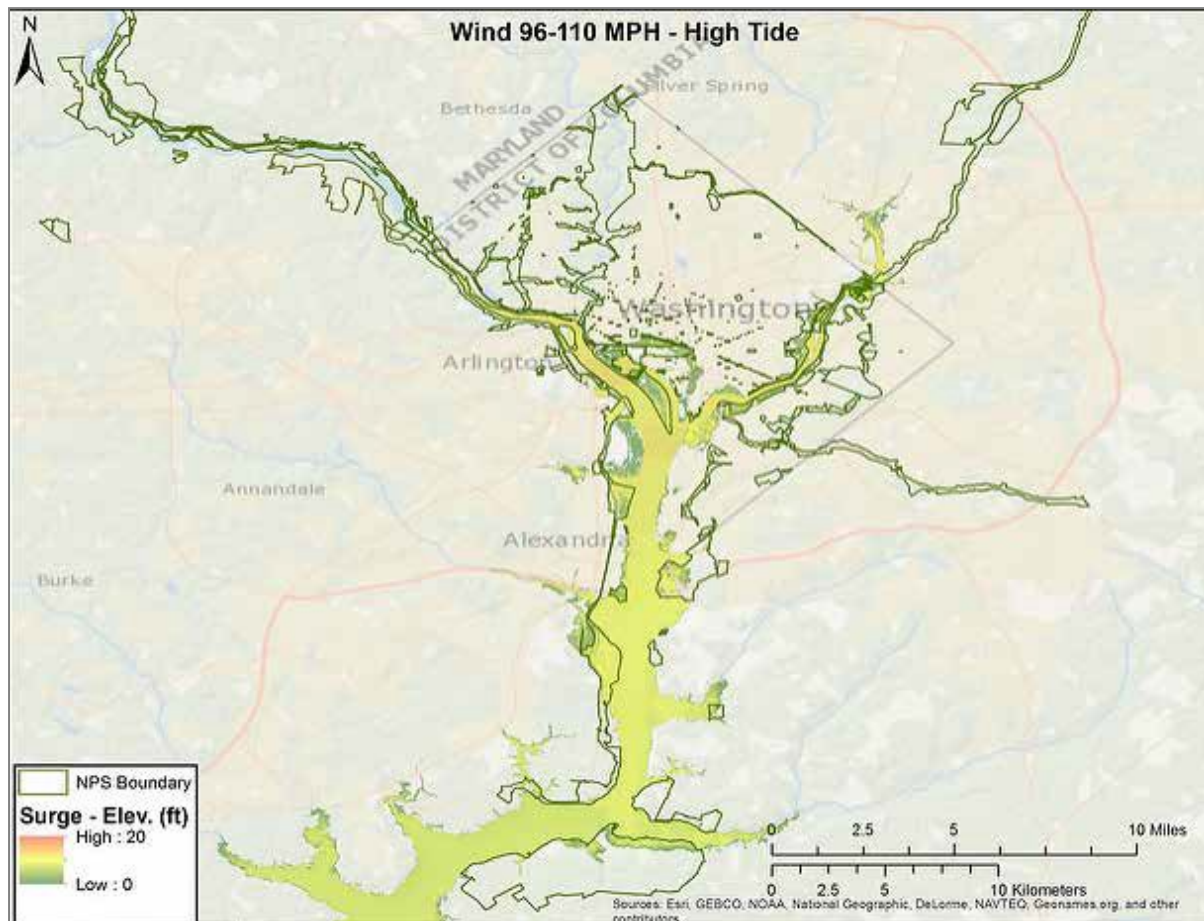 Wind 96-110 MPH - High Tide
N
Silver Spring
Bethesda
MARYLAND
DISTRICT OF COLUMBIA
Washington
Arlington
Annandale
Alexandria
Burke
NPS Boundary
Surge - Elev. (ft)
High : 20
Low : 0
0 2.5 5 10 Miles
0 2.5 5 10 Kilometers
Sources: Esri, GEBCO, NOAA, National Geographic, DeLorme, NAVTEQ, Geonames.org, and other
contributors